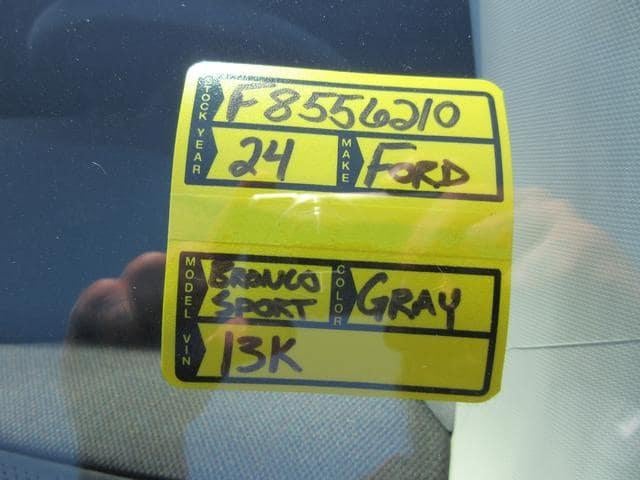 STOCK F8556210
YEAR 24 MAKE FORD
MODEL BRONCO SPORT COLOR GRAY
VIN 13K